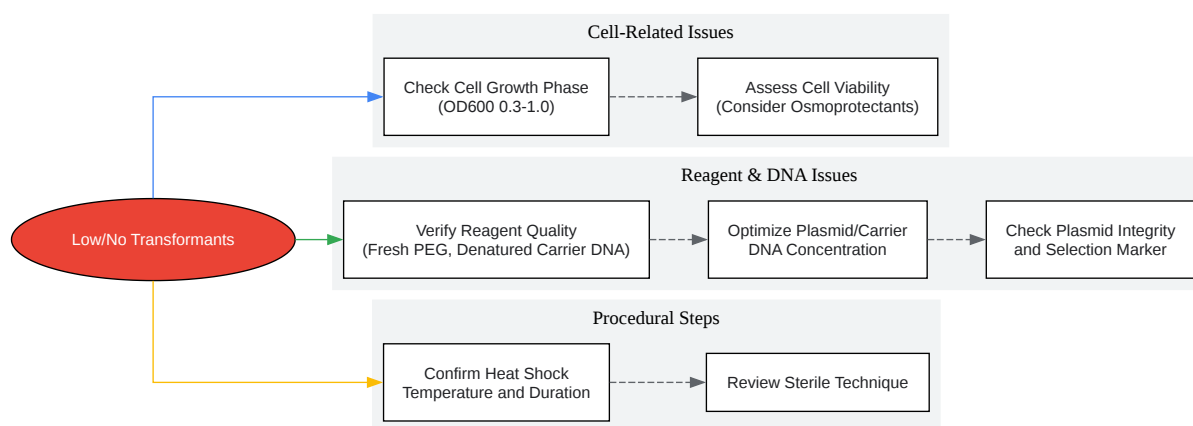 Cell-Related Issues
Check Cell Growth Phase
(OD600 0.3-1.0)
Assess Cell Viability
(Consider Osmoprotectants)
Reagent & DNA Issues
Low/No Transformants
Verify Reagent Quality
(Fresh PEG, Denatured Carrier DNA)
Optimize Plasmid/Carrier
DNA Concentration
Check Plasmid Integrity
and Selection Marker
Procedural Steps
Confirm Heat Shock
Temperature and Duration
Review Sterile Technique